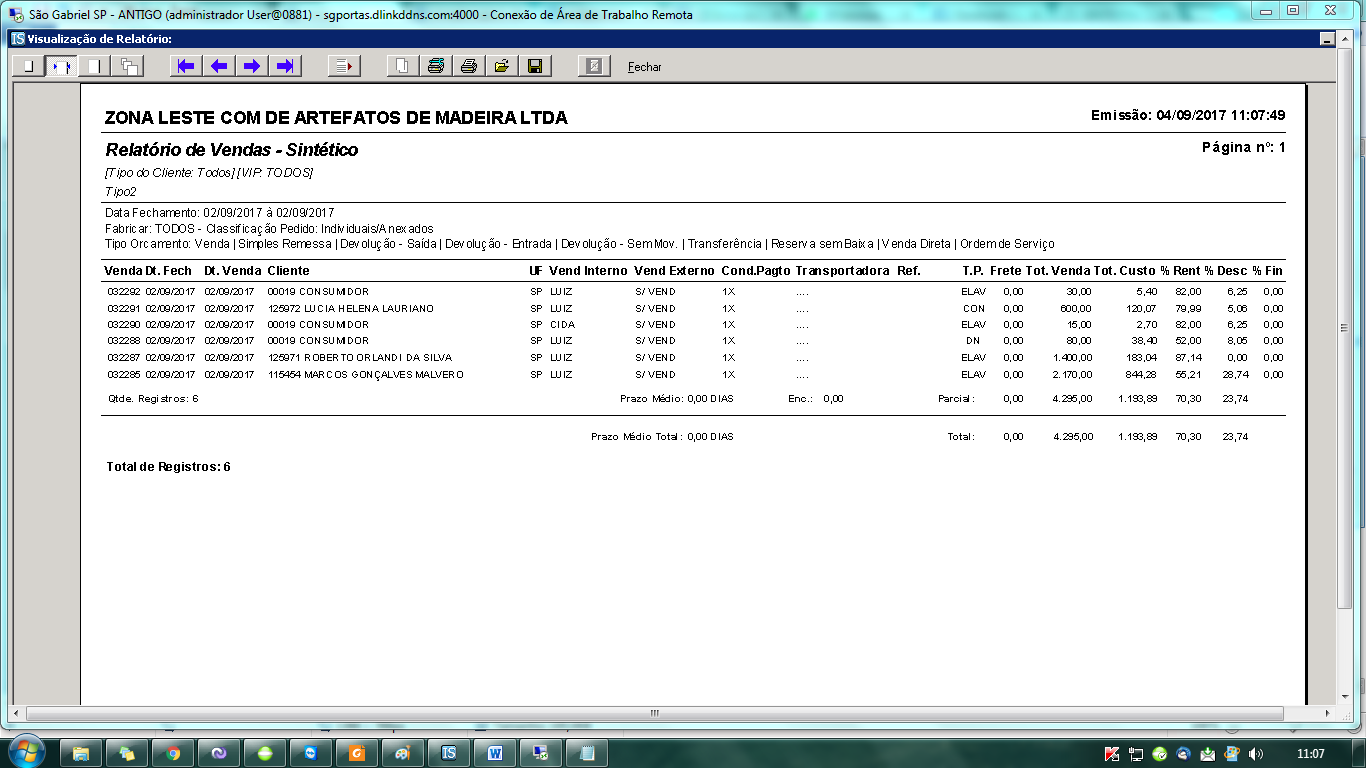 São Gabriel SP - ANTIGO (administrador User@0881) - sgportas.dlinkddns.com:4000 - Conexão de Área de Trabalho Remota
IS Visualização de Relatório:
Fechar
ZONA LESTE COM DE ARTEFATOS DE MADEIRA LTDA Emissão: 04/09/2017 11:07:49
Relatório de Vendas - Sintético Página nº: 1
[Tipo do Cliente: Todos] [VIP: TODOS]
Tipo2
Data Fechamento: 02/09/2017 à 02/09/2017
Fabricar: TODOS - Classificação Pedido: Individuais/Anexados
Tipo Orcamento: Venda | Simples Remessa | Devolução - Saída | Devolução - Entrada | Devolução - Sem Mov. | Transferência | Reserva sem Baixa | Venda Direta | Ordem de Serviço
Venda Dt. Fech Dt. Venda Cliente UF Vend Interno Vend Externo Cond.Pagto Transportadora Ref. T.P. Frete Tot. Venda Tot. Custo % Rent % Desc % Fin
032292 02/09/2017 02/09/2017 00019 CONSUMIDOR SP LUIZ S/ VEND 1X .... ELAV 0,00 30,00 5,40 82,00 6,25 0,00
032291 02/09/2017 02/09/2017 125972 LUCIA HELENA LAURIANO SP LUIZ S/ VEND 1X .... CON 0,00 600,00 120,07 79,99 5,06 0,00
032290 02/09/2017 02/09/2017 00019 CONSUMIDOR SP CIDA S/ VEND 1X .... ELAV 0,00 15,00 2,70 82,00 6,25 0,00
032288 02/09/2017 02/09/2017 00019 CONSUMIDOR SP LUIZ S/ VEND 1X .... DN 0,00 80,00 38,40 52,00 8,05 0,00
032287 02/09/2017 02/09/2017 125971 ROBERTO ORLANDI DA SILVA SP LUIZ S/ VEND 1X .... ELAV 0,00 1.400,00 183,04 87,14 0,00 0,00
032285 02/09/2017 02/09/2017 115454 MARCOS GONÇALVES MALVERO SP LUIZ S/ VEND 1X .... ELAV 0,00 2.170,00 844,28 55,21 28,74 0,00
Qtde. Registros: 6 Prazo Médio: 0,00 DIAS Enc.: 0,00 Parcial: 0,00 4.295,00 1.193,89 70,30 23,74
Prazo Médio Total: 0,00 DIAS Total: 0,00 4.295,00 1.193,89 70,30 23,74
Total de Registros: 6
11:07